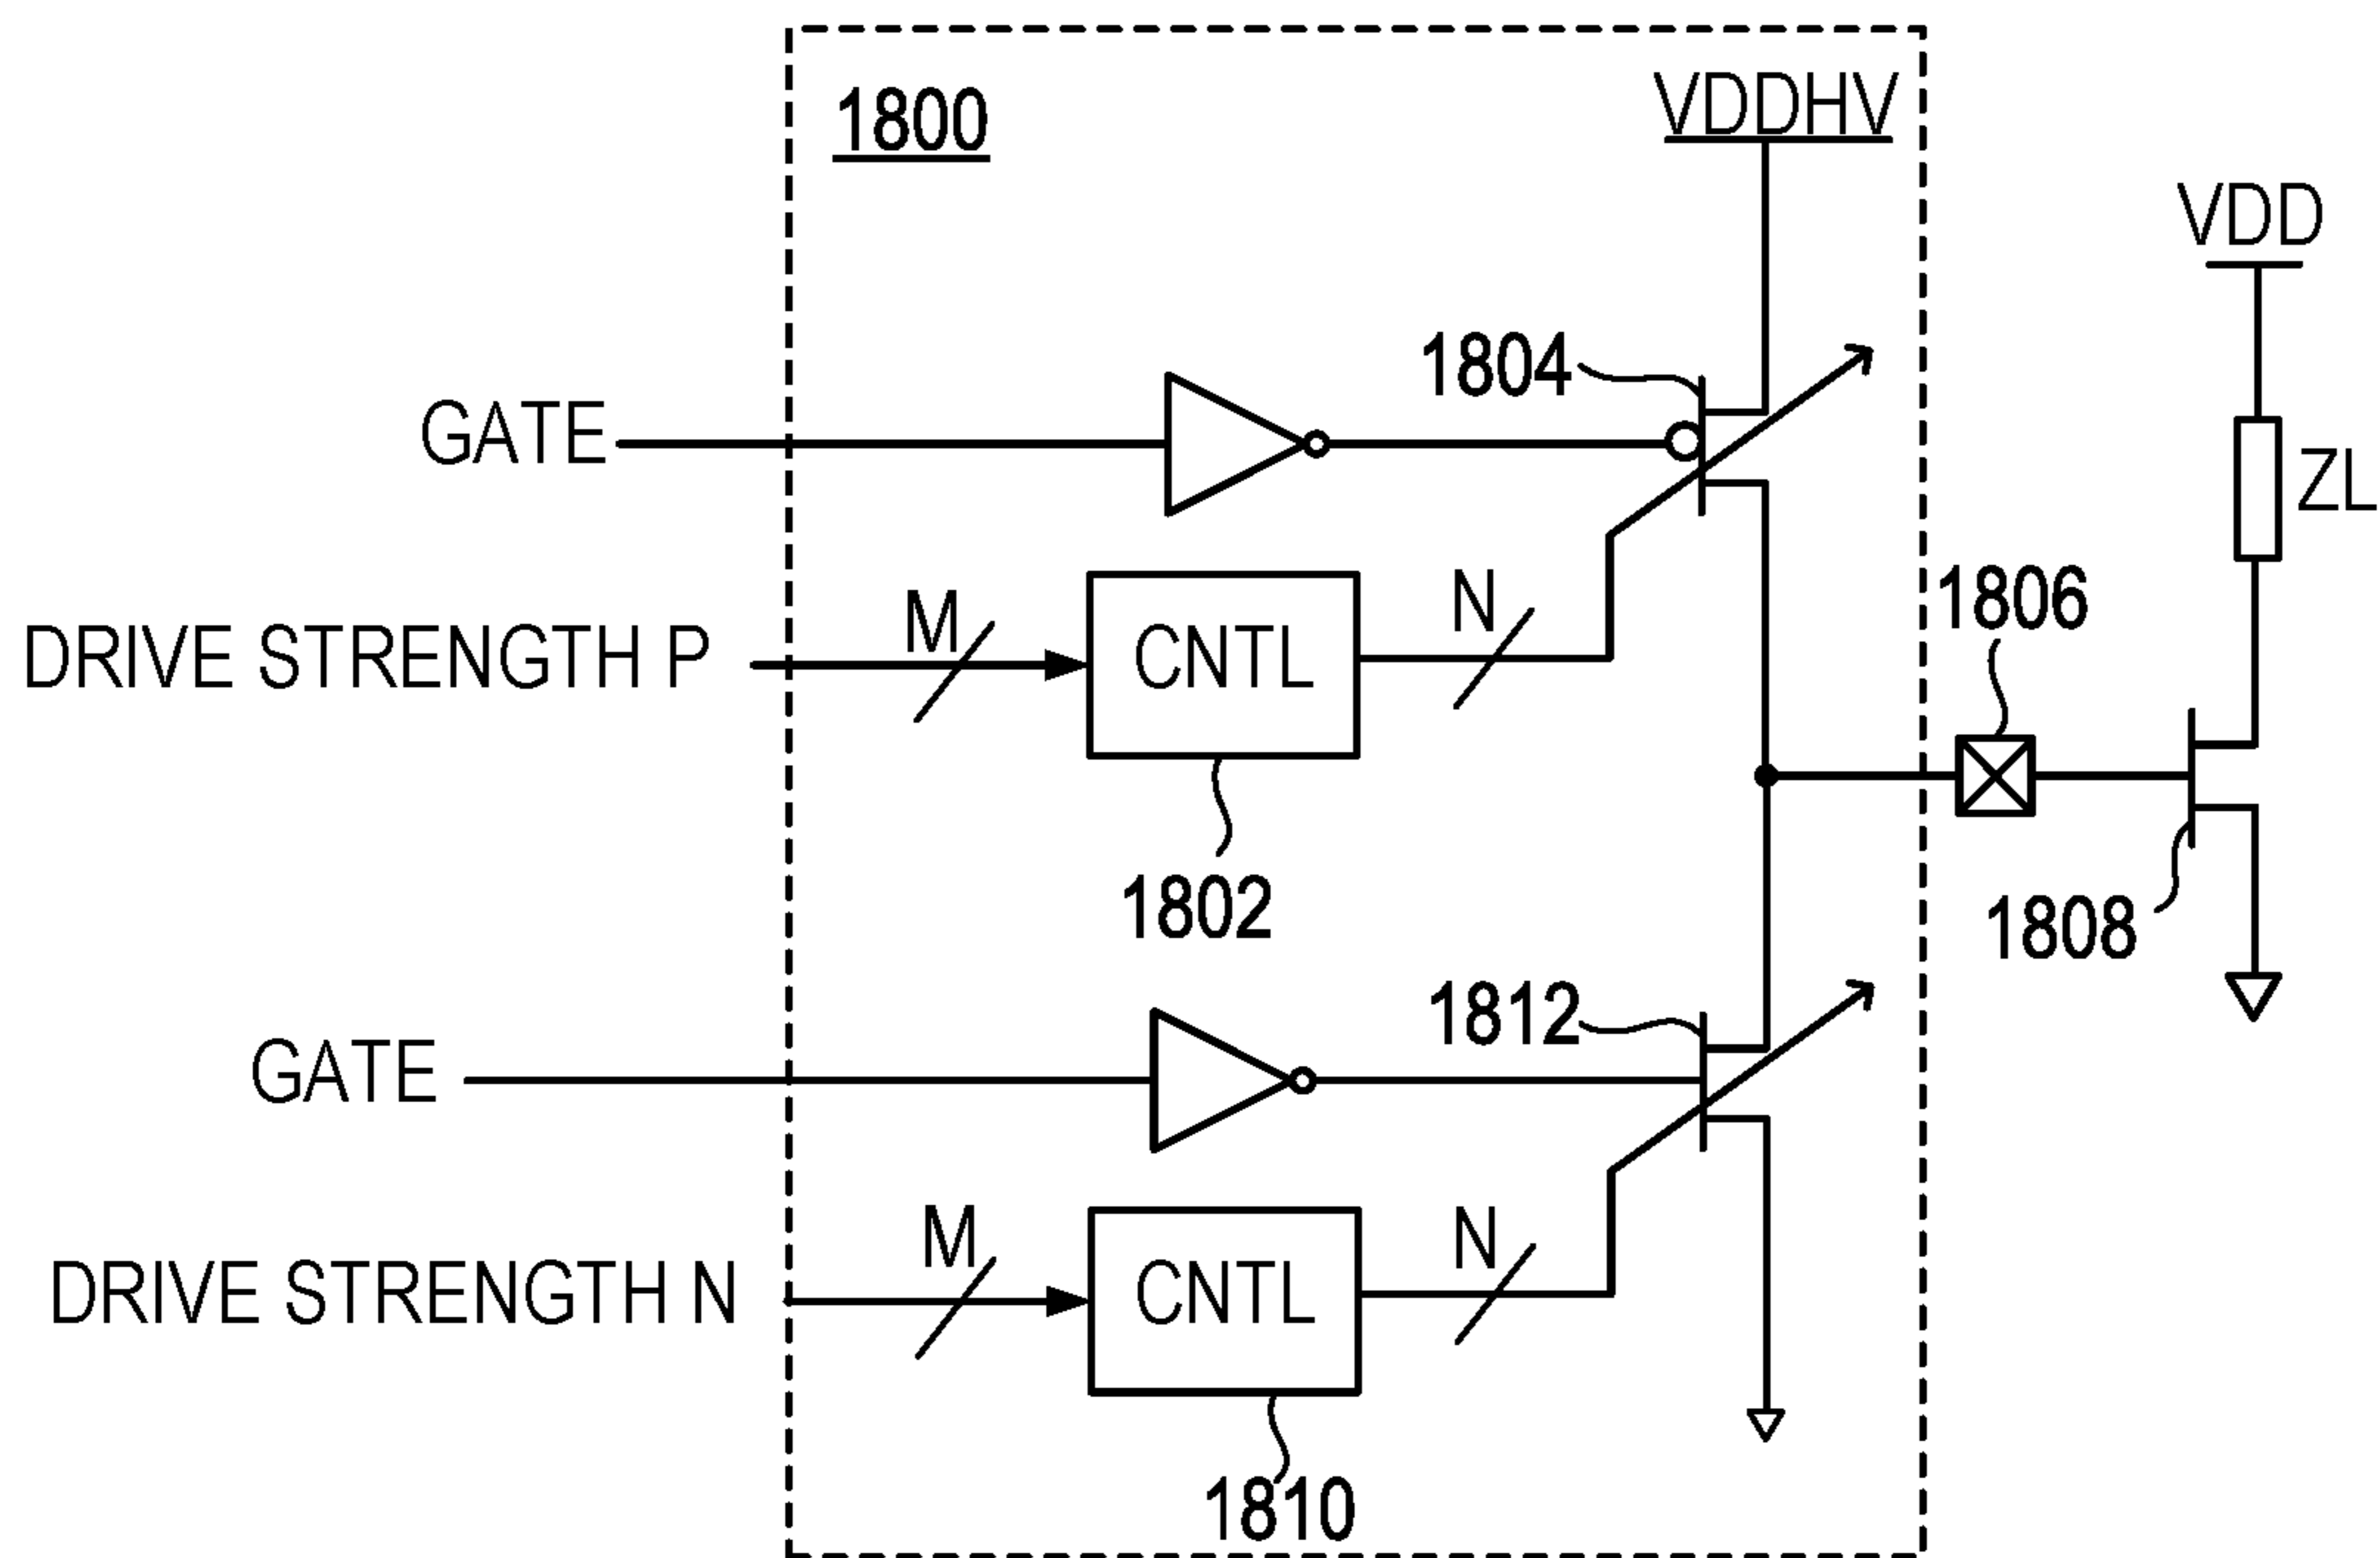 1800
VDDHV
VDD
1804
GATE
ZL
1806
M
N
DRIVE STRENGTH P
CNTL
1802
1808
1812
GATE
M
N
DRIVE STRENGTH N
CNTL
1810